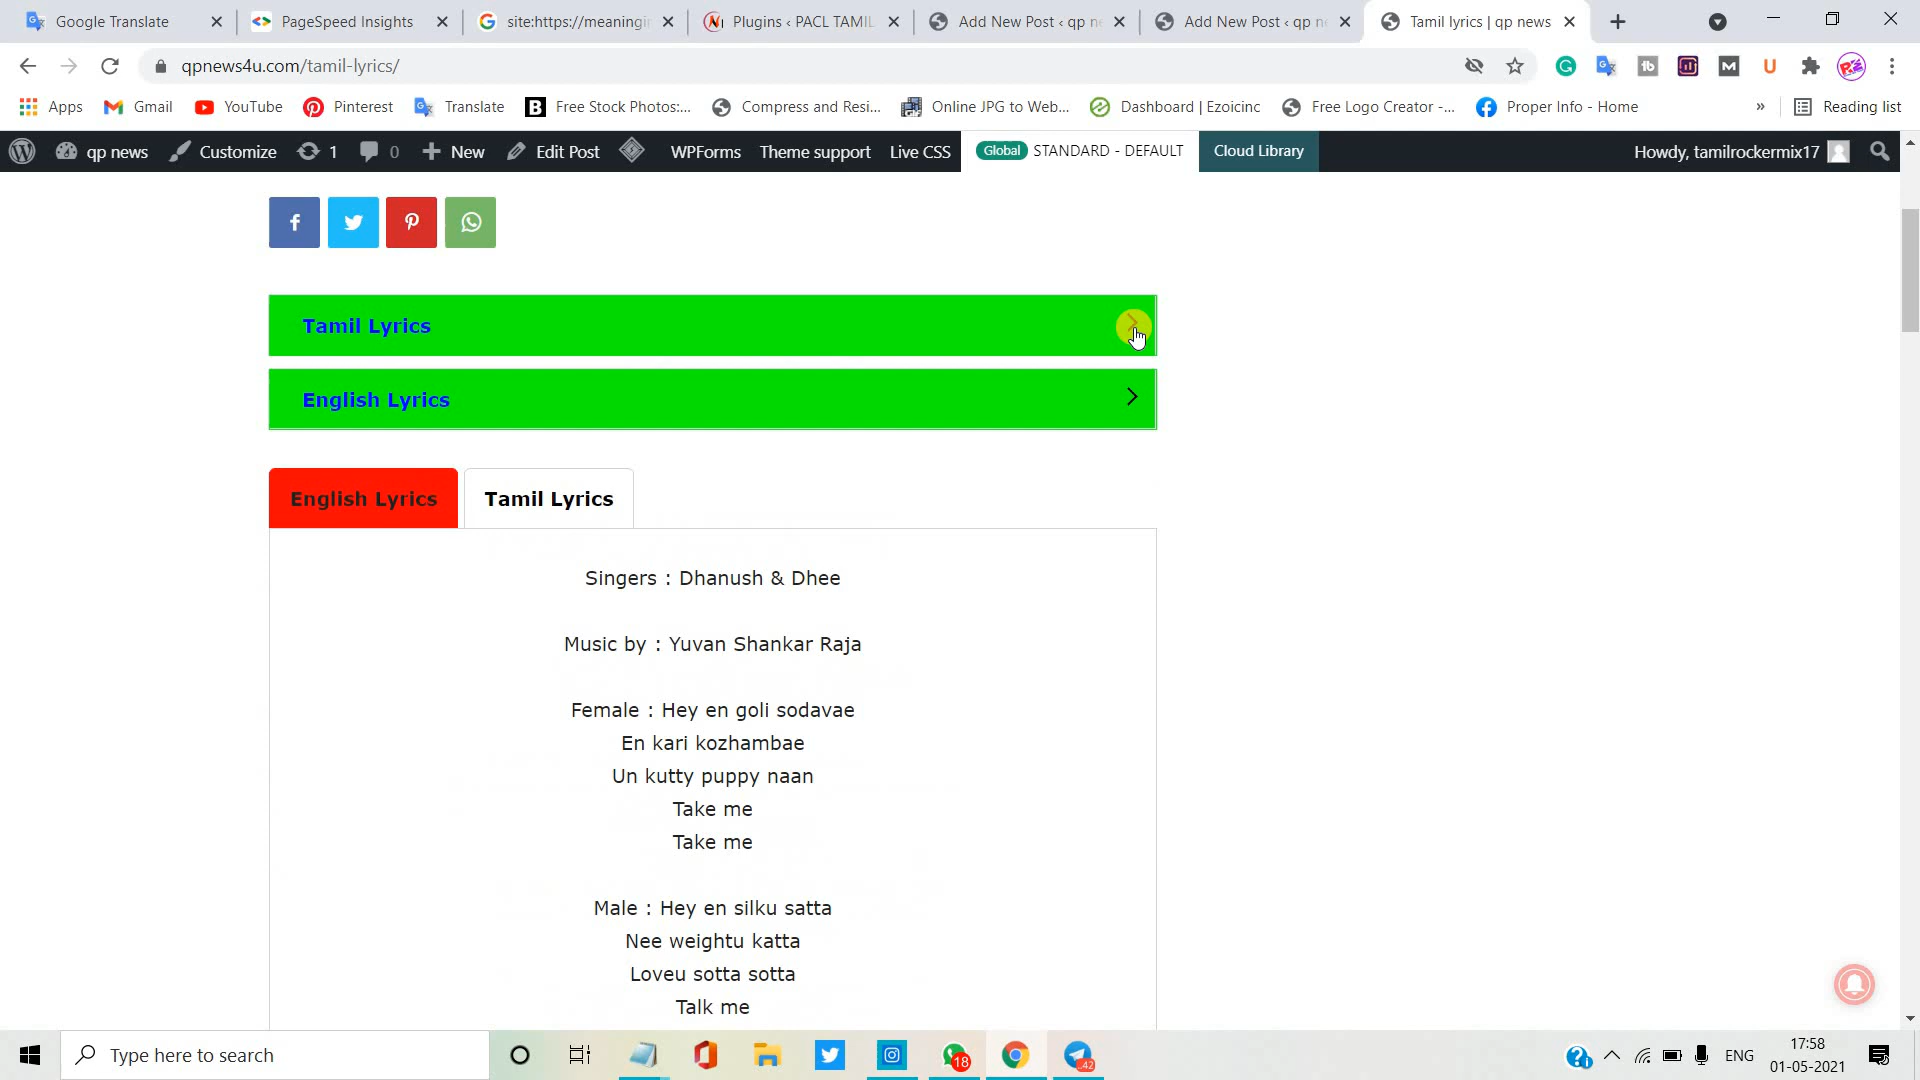 Google Translate
PageSpeed Insights
site:https://meaningin
Plugins ‹ PACL TAMIL
Add New Post ‹ qp ne
Add New Post ‹ qp ne
Tamil lyrics | qp news
qpnews4u.com/tamil-lyrics/
Apps
Gmail
YouTube
Pinterest
Translate
Free Stock Photos:...
Compress and Resi...
Online JPG to Web...
Dashboard | Ezoicinc
Free Logo Creator -...
Proper Info - Home
»
Reading list
qp news
Customize
1
0
New
Edit Post
WPForms
Theme support
Live CSS
Global
STANDARD - DEFAULT
Cloud Library
Howdy, tamilrockermix17
Tamil Lyrics
English Lyrics
English Lyrics
Tamil Lyrics
Singers : Dhanush & Dhee
Music by : Yuvan Shankar Raja
Female : Hey en goli sodavae
En kari kozhambae
Un kutty puppy naan
Take me
Take me
Male : Hey en silku satta
Nee weightu katta
Loveu sotta sotta
Talk me
Type here to search
18
42
ENG
17:58
01-05-2021